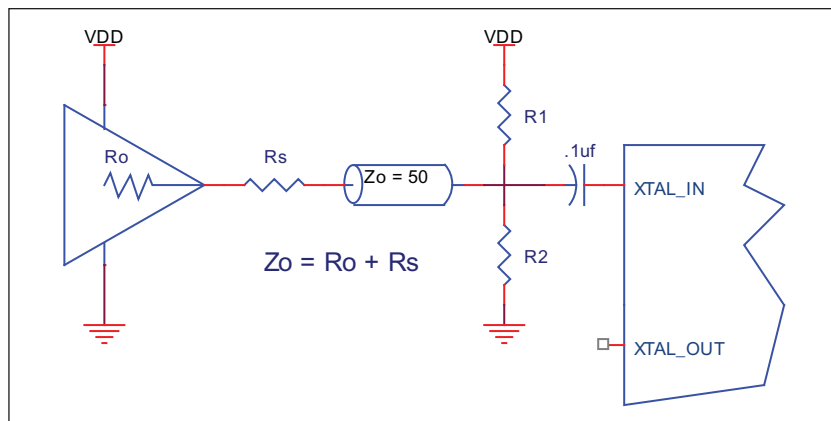 VDD
VDD
R1
Ro
Rs
Zo = 50
.1uf
XTAL_IN
Zo = Ro + Rs
R2
XTAL_OUT